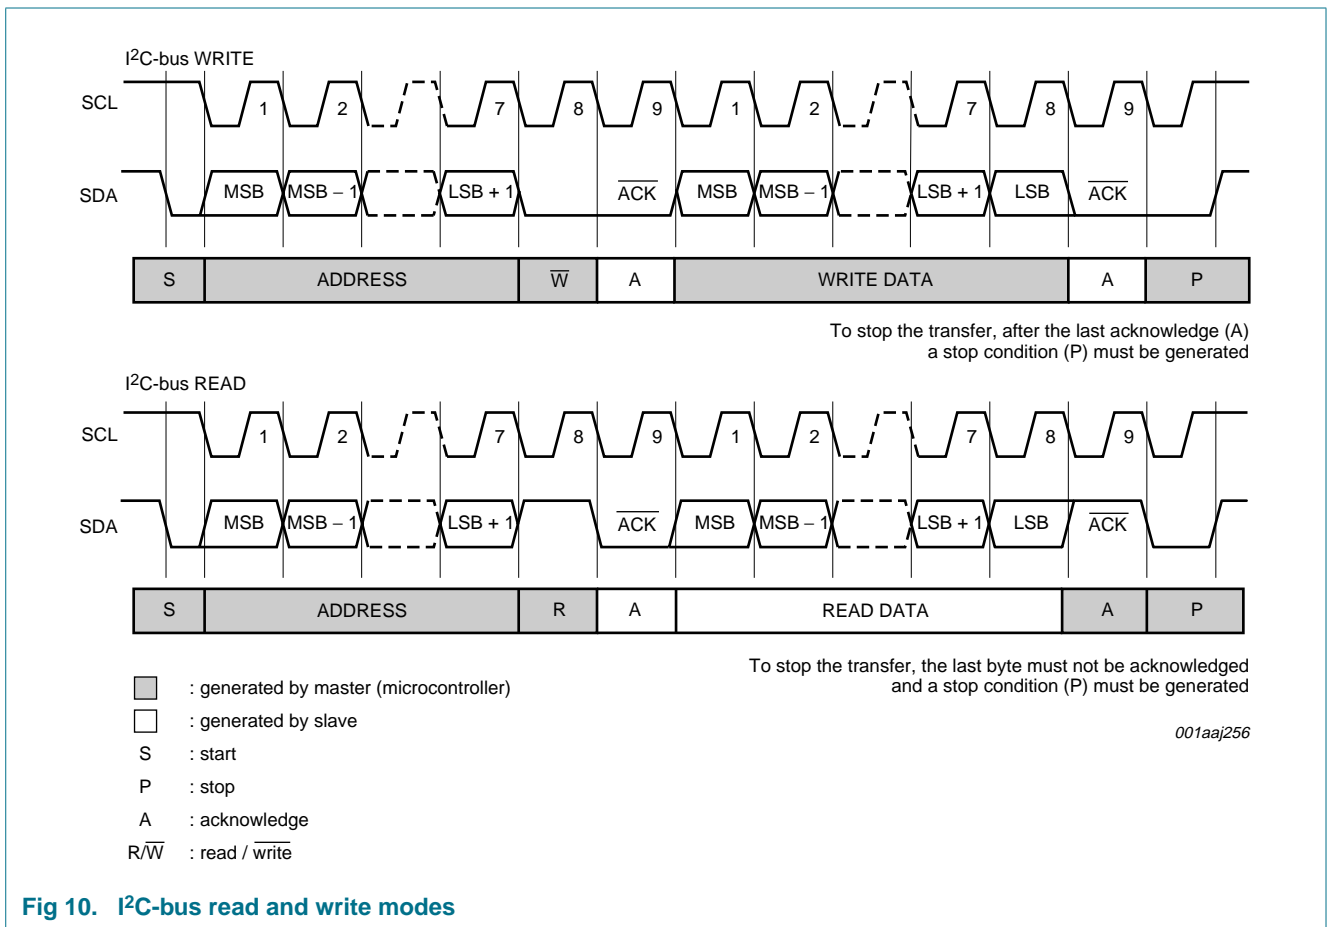 I²C-bus WRITE
SCL 1 2 7 8 9 1 2 7 8 9
SDA MSB MSB − 1 LSB + 1 ACK MSB MSB − 1 LSB + 1 LSB ACK
S ADDRESS W A WRITE DATA A P
To stop the transfer, after the last acknowledge (A)
a stop condition (P) must be generated
I²C-bus READ
SCL 1 2 7 8 9 1 2 7 8 9
SDA MSB MSB − 1 LSB + 1 ACK MSB MSB − 1 LSB + 1 LSB ACK
S ADDRESS R A READ DATA A P
To stop the transfer, the last byte must not be acknowledged
and a stop condition (P) must be generated
: generated by master (microcontroller)
: generated by slave
S : start
P : stop
A : acknowledge
R/W : read / write
001aaj256
Fig 10. I²C-bus read and write modes